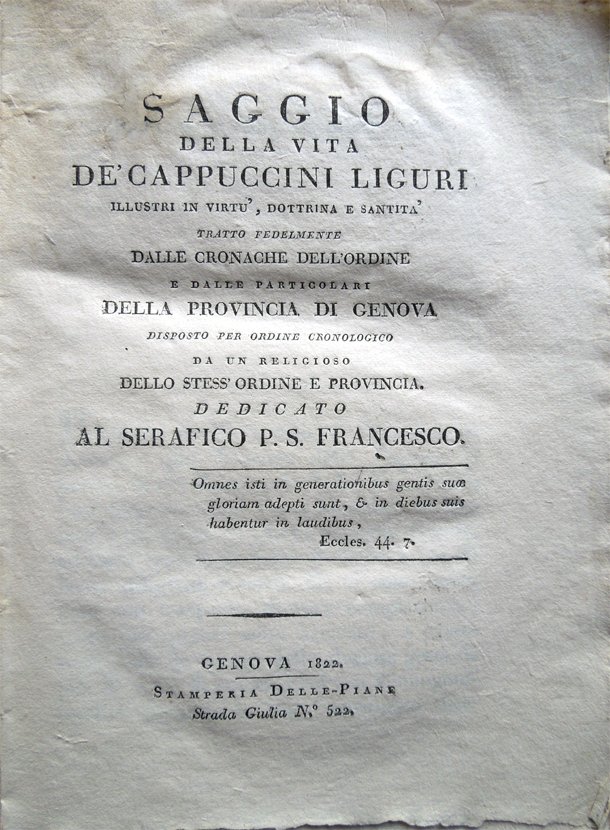 SAGGIO
DELLA VITA
DE' CAPPUCCINI LIGURI
ILLUSTRI IN VIRTU', DOTTRINA E SANTITA'
TRATTO FEDELMENTE
DALLE CRONACHE DELL'ORDINE
E DALLE PARTICOLARI
DELLA PROVINCIA DI GENOVA
DISPOSTO PER ORDINE CRONOLOGICO
DA UN RELIGIOSO
DELLO STESS' ORDINE E PROVINCIA.
DEDICATO
AL SERAFICO P. S. FRANCESCO.
Omnes isti in generationibus gentis suœ
gloriam adepti sunt, & in diebus suis
habentur in laudibus,
Eccles. 44. 7.
GENOVA 1822.
STAMPERIA DELLE-PIANE
Strada Giulia N.º 522.